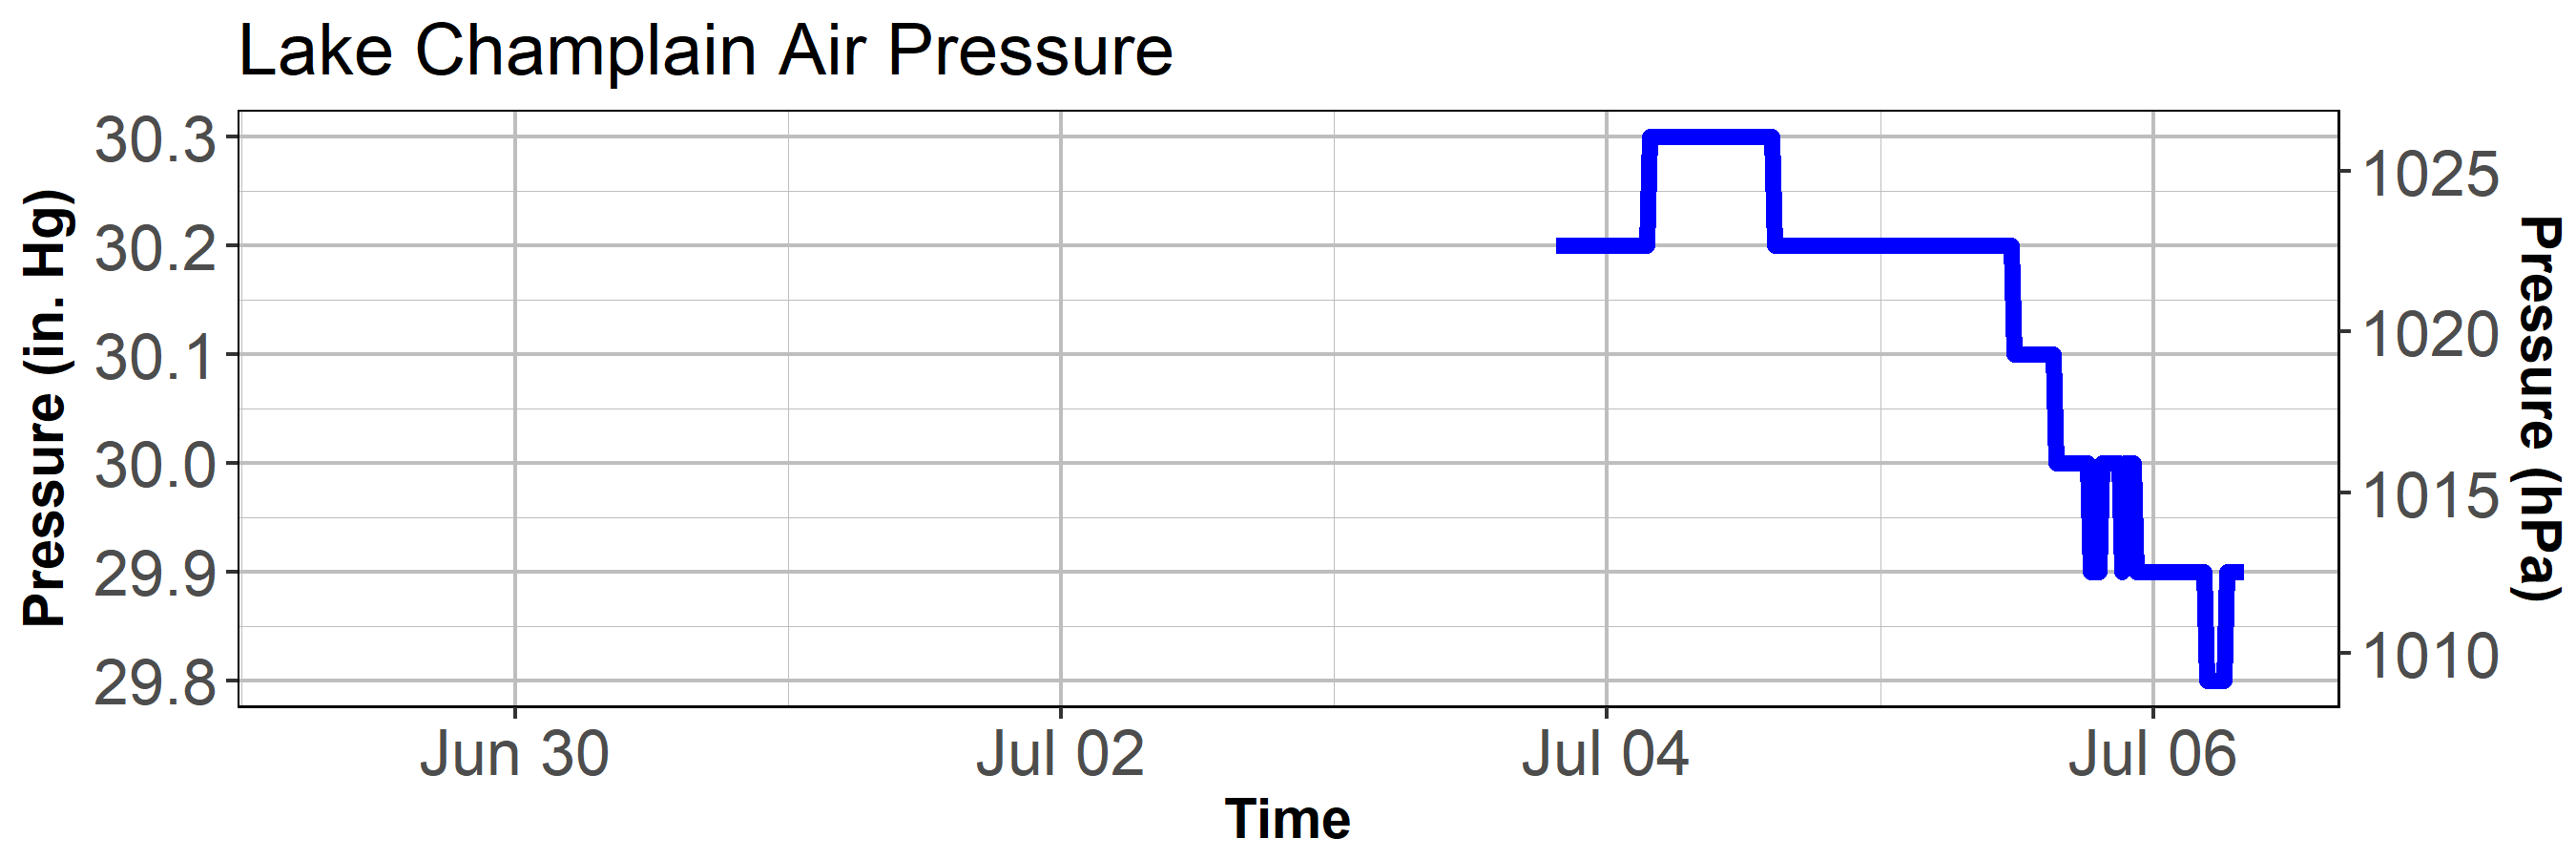 Lake Champlain Air Pressure
Pressure (in. Hg)
30.3
30.2
30.1
30.0
29.9
29.8
1025
1020
1015
1010
Pressure (hPa)
Jun 30 Jul 02 Jul 04 Jul 06
Time